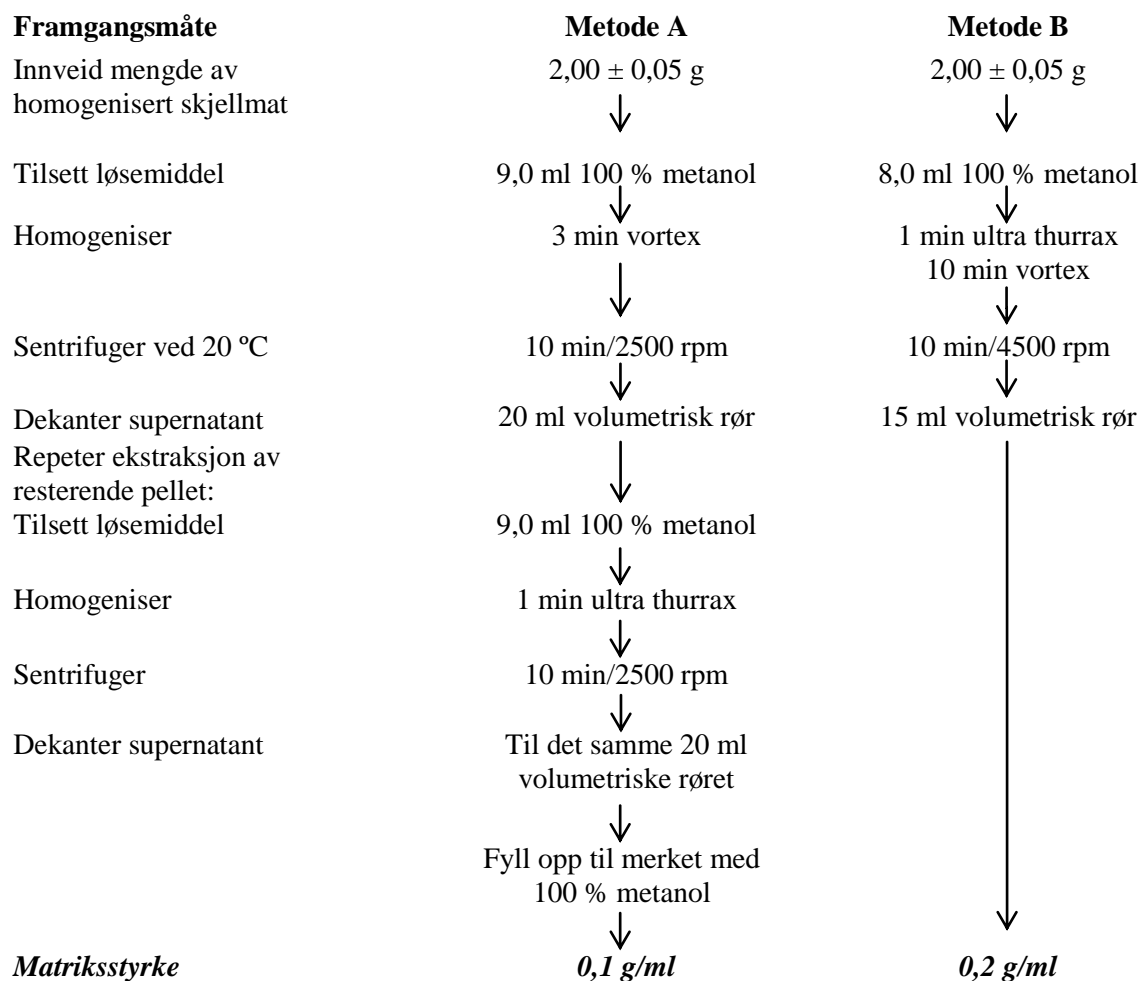 Framgangsmåte Metode A Metode B
Innveid mengde av 2,00 ± 0,05 g 2,00 ± 0,05 g
homogenisert skjellmat
Tilsett løsemiddel 9,0 ml 100 % metanol 8,0 ml 100 % metanol
Homogeniser 3 min vortex 1 min ultra thurrax
10 min vortex
Sentrifuger ved 20 ºC 10 min/2500 rpm 10 min/4500 rpm
Dekanter supernatant 20 ml volumetrisk rør 15 ml volumetrisk rør
Repeter ekstraksjon av
resterende pellet:
Tilsett løsemiddel 9,0 ml 100 % metanol
Homogeniser 1 min ultra thurrax
Sentrifuger 10 min/2500 rpm
Dekanter supernatant Til det samme 20 ml
volumetriske røret
Fyll opp til merket med
100 % metanol
Matriksstyrke 0,1 g/ml 0,2 g/ml